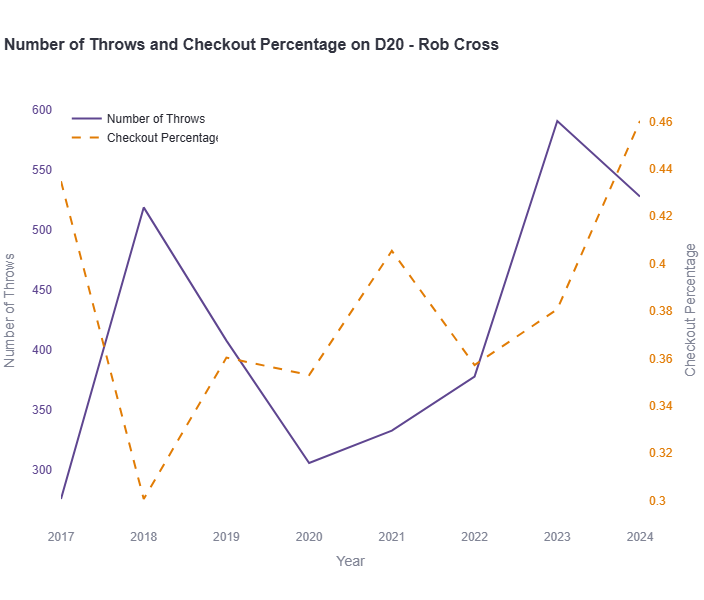 Number of Throws and Checkout Percentage on D20 - Rob Cross
Number of Throws
Checkout Percentage
600
550
500
450
400
350
300
Number of Throws
0.46
0.44
0.42
0.4
0.38
0.36
0.34
0.32
0.3
Checkout Percentage
2017 2018 2019 2020 2021 2022 2023 2024
Year